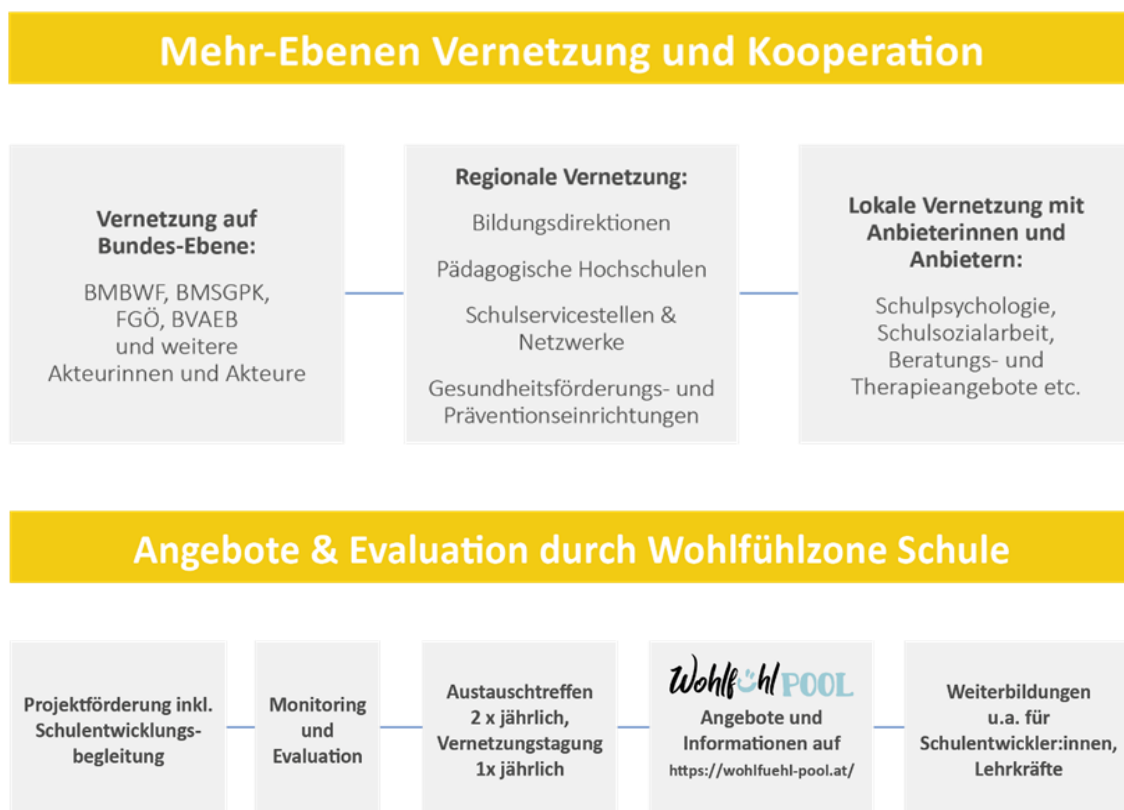 Mehr-Ebenen Vernetzung und Kooperation
Vernetzung auf
Bundes-Ebene:
BMBWF, BMSGPK,
FGÖ, BVAEB
und weitere
Akteurinnen und Akteure
Regionale Vernetzung:
Bildungsdirektionen
Pädagogische Hochschulen
Schulservicestellen &
Netzwerke
Gesundheitsförderungs- und
Präventionseinrichtungen
Lokale Vernetzung mit
Anbieterinnen und
Anbietern:
Schulpsychologie,
Schulsozialarbeit,
Beratungs- und
Therapieangebote etc.
Angebote & Evaluation durch Wohlfühlzone Schule
Projektförderung inkl.
Schulentwicklungs-
begleitung
Monitoring
und
Evaluation
Austauschtreffen
2 x jährlich,
Vernetzungstagung
1x jährlich
Wohlfühl POOL
Angebote und
Informationen auf
https://wohlfuehl-pool.at/
Weiterbildungen
u.a. für
Schulentwickler:innen,
Lehrkräfte